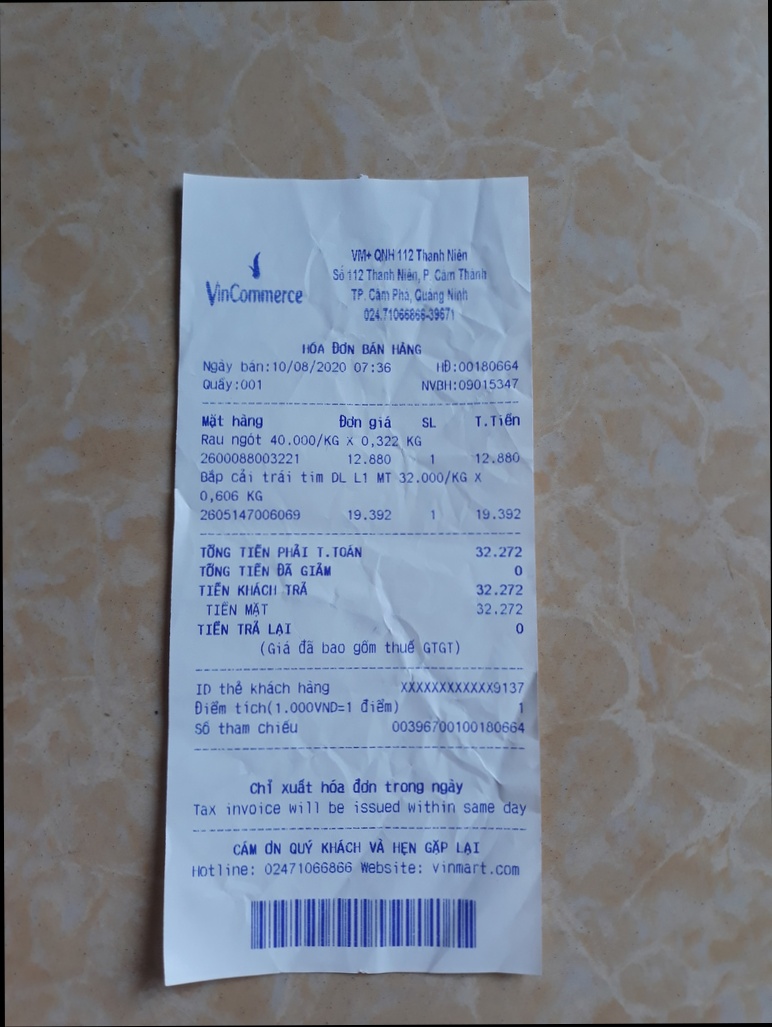 VinCommerce
VM+ QNH 112 Thanh Niên
Số 112 Thanh Niên, P. Cẩm Thành
TP. Cẩm Phả, Quảng Ninh
024.71066866-39671
HÓA ĐƠN BÁN HÀNG
Ngày bán:10/08/2020 07:36 HĐ:00180664
Quầy:001 NVBH:09015347
Mặt hàng Đơn giá SL T.Tiền
Rau ngót 40.000/KG X 0,322 KG
2600088003221 12.880 1 12.880
Bắp cải trái tim DL L1 MT 32.000/KG X
0,606 KG
2605147006069 19.392 1 19.392
TỔNG TIỀN PHẢI T.TOÁN 32.272
TỔNG TIỀN ĐÃ GIẢM 0
TIỀN KHÁCH TRẢ 32.272
TIỀN MẶT 32.272
TIỀN TRẢ LẠI 0
(Giá đã bao gồm thuế GTGT)
ID thẻ khách hàng XXXXXXXXXXXX9137
Điểm tích(1.000VND=1 điểm) 1
Số tham chiếu 00396700100180664
Chỉ xuất hóa đơn trong ngày
Tax invoice will be issued within same day
CẢM ƠN QUÝ KHÁCH VÀ HẸN GẶP LẠI
Hotline: 02471066866 Website: vinmart.com